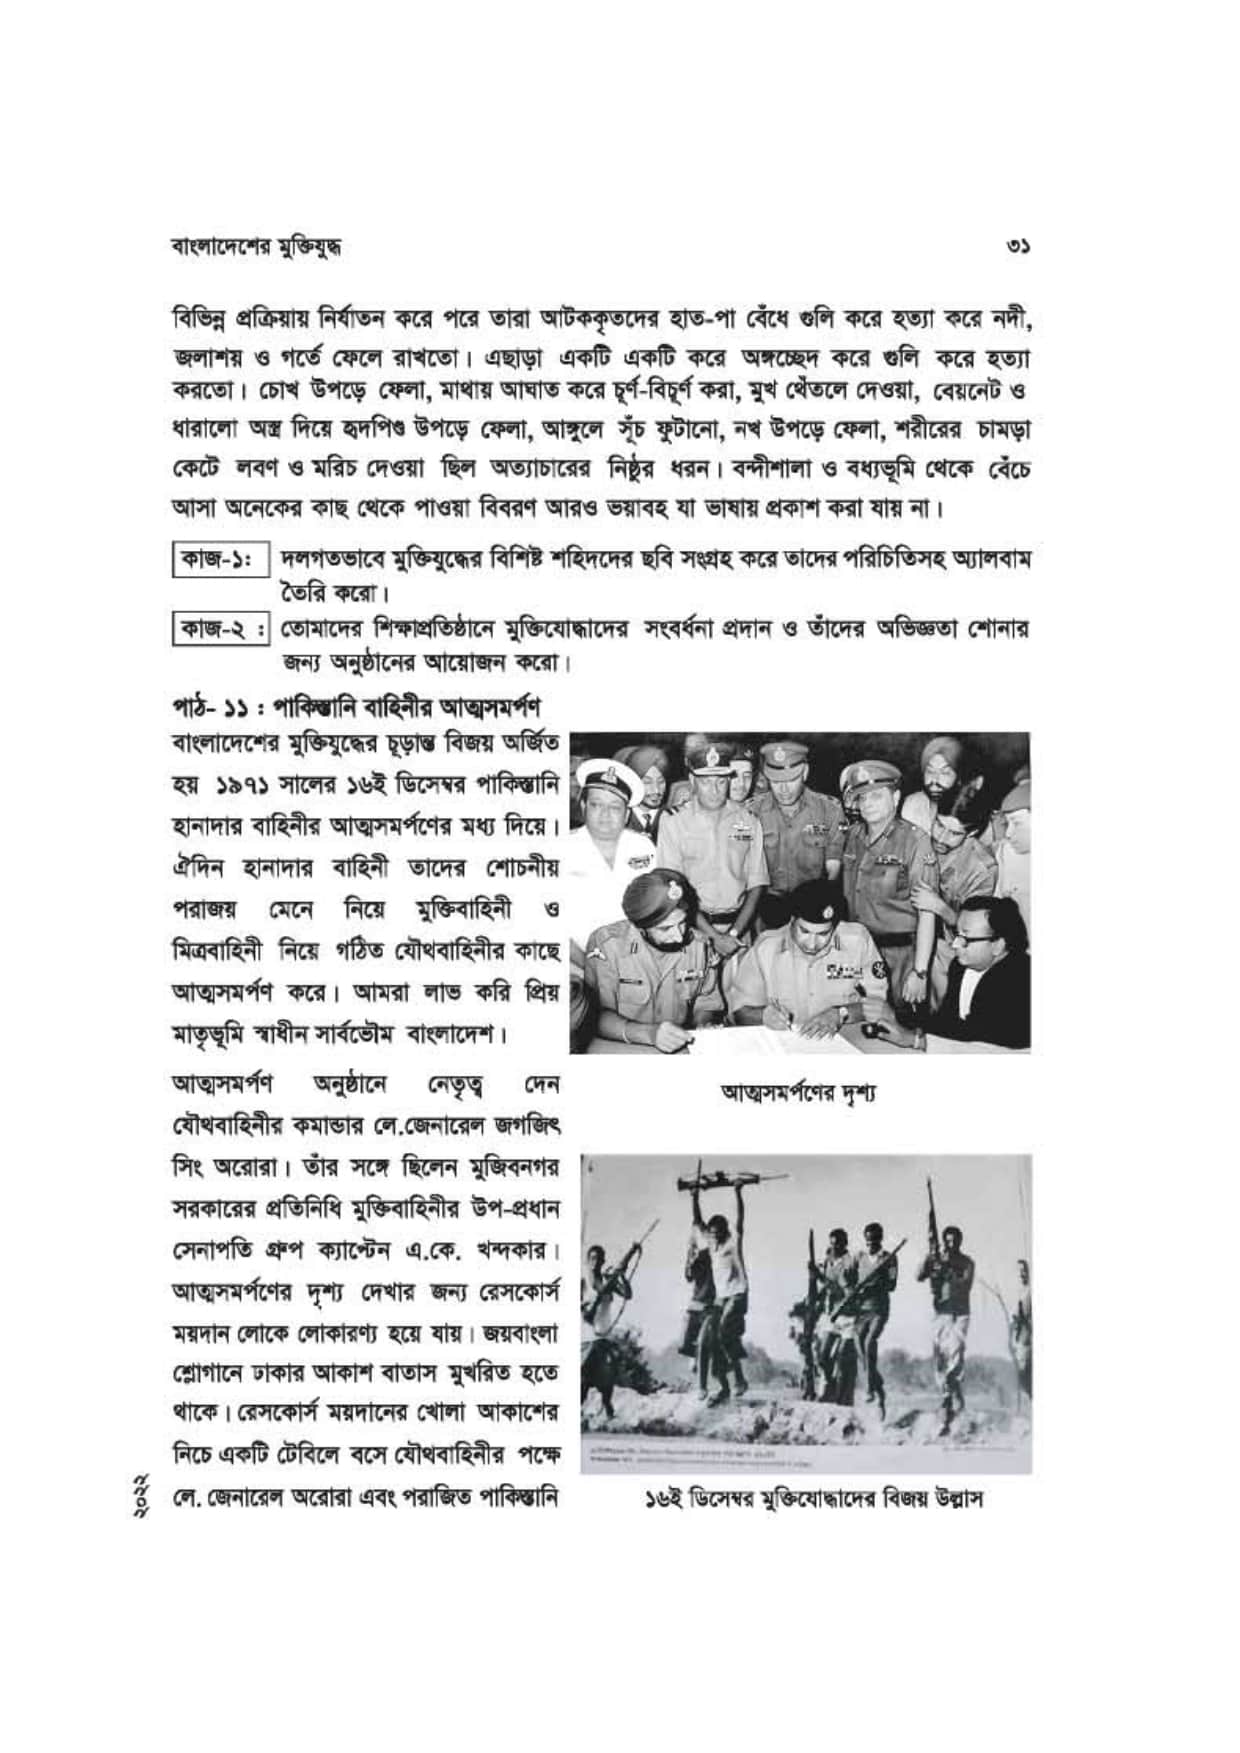 বাংলাদেশের মুক্তিযুদ্ধ ৩১
বিভিন্ন প্রক্রিয়ায় নির্যাতন করে পরে তারা আটককৃতদের হাত-পা বেঁধে গুলি করে হত্যা করে নদী,
জলাশয় ও গর্তে ফেলে রাখতো। এছাড়া একটি একটি করে অঙ্গচ্ছেদ করে গুলি করে হত্যা
করতো। চোখ উপড়ে ফেলা, মাথায় আঘাত করে চূর্ণ-বিচূর্ণ করা, মুখ থেঁতলে দেওয়া, বেয়নেট ও
ধারালো অস্ত্র দিয়ে হৃদপিণ্ড উপড়ে ফেলা, আঙ্গুলে সূঁচ ফুটানো, নখ উপড়ে ফেলা, শরীরের চামড়া
কেটে লবণ ও মরিচ দেওয়া ছিল অত্যাচারের নিষ্ঠুর ধরন। বন্দীশালা ও বধ্যভূমি থেকে বেঁচে
আসা অনেকের কাছ থেকে পাওয়া বিবরণ আরও ভয়াবহ যা ভাষায় প্রকাশ করা যায় না।
কাজ-১: দলগতভাবে মুক্তিযুদ্ধের বিশিষ্ট শহিদদের ছবি সংগ্রহ করে তাদের পরিচিতিসহ অ্যালবাম
তৈরি করো।
কাজ-২ : তোমাদের শিক্ষাপ্রতিষ্ঠানে মুক্তিযোদ্ধাদের সংবর্ধনা প্রদান ও তাঁদের অভিজ্ঞতা শোনার
জন্য অনুষ্ঠানের আয়োজন করো।
পাঠ- ১১ : পাকিস্তানি বাহিনীর আত্মসমর্পণ
বাংলাদেশের মুক্তিযুদ্ধের চূড়ান্ত বিজয় অর্জিত
হয় ১৯৭১ সালের ১৬ই ডিসেম্বর পাকিস্তানি
হানাদার বাহিনীর আত্মসমর্পণের মধ্য দিয়ে।
ঐদিন হানাদার বাহিনী তাদের শোচনীয়
পরাজয় মেনে নিয়ে মুক্তিবাহিনী ও
মিত্রবাহিনী নিয়ে গঠিত যৌথবাহিনীর কাছে
আত্মসমর্পণ করে। আমরা লাভ করি প্রিয়
মাতৃভূমি স্বাধীন সার্বভৌম বাংলাদেশ।
আত্মসমর্পণ অনুষ্ঠানে নেতৃত্ব দেন
যৌথবাহিনীর কমান্ডার লে.জেনারেল জগজিৎ
সিং অরোরা। তাঁর সঙ্গে ছিলেন মুজিবনগর
সরকারের প্রতিনিধি মুক্তিবাহিনীর উপ-প্রধান
সেনাপতি গ্রুপ ক্যাপ্টেন এ.কে. খন্দকার।
আত্মসমর্পণের দৃশ্য দেখার জন্য রেসকোর্স
ময়দান লোকে লোকারণ্য হয়ে যায়। জয়বাংলা
শ্লোগানে ঢাকার আকাশ বাতাস মুখরিত হতে
থাকে। রেসকোর্স ময়দানের খোলা আকাশের
নিচে একটি টেবিলে বসে যৌথবাহিনীর পক্ষে
লে. জেনারেল অরোরা এবং পরাজিত পাকিস্তানি
আত্মসমর্পণের দৃশ্য
১৬ই ডিসেম্বর মুক্তিযোদ্ধাদের বিজয় উল্লাস
২০২২